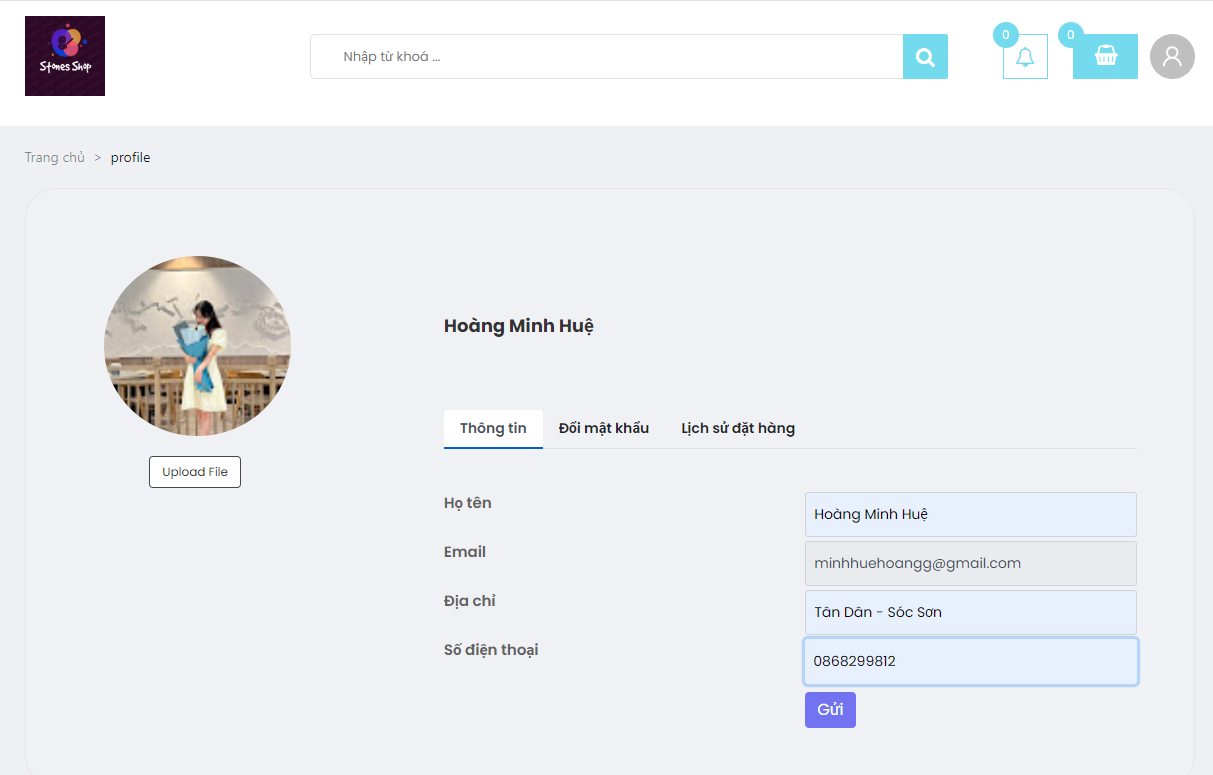 Stones Shop
Nhập từ khoá ...
0
0
Trang chủ > profile
Hoàng Minh Huệ
Upload File
Thông tin Đổi mật khẩu Lịch sử đặt hàng
Họ tên Hoàng Minh Huệ
Email minhhuehoangg@gmail.com
Địa chỉ Tân Dân - Sóc Sơn
Số điện thoại 0868299812
Gửi